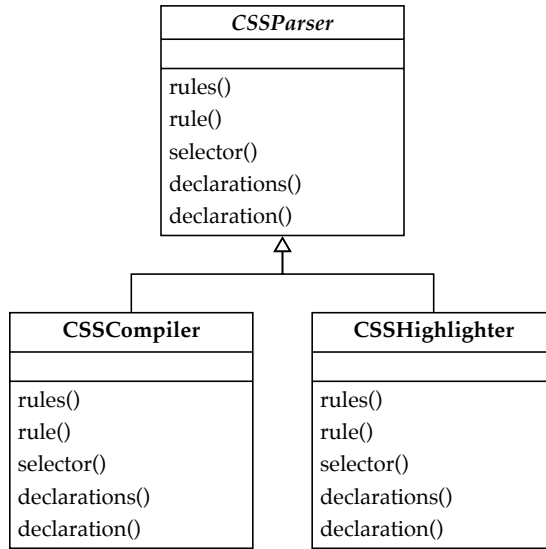 CSSParser
rules()
rule()
selector()
declarations()
declaration()
CSSCompiler
rules()
rule()
selector()
declarations()
declaration()
CSSHighlighter
rules()
rule()
selector()
declarations()
declaration()